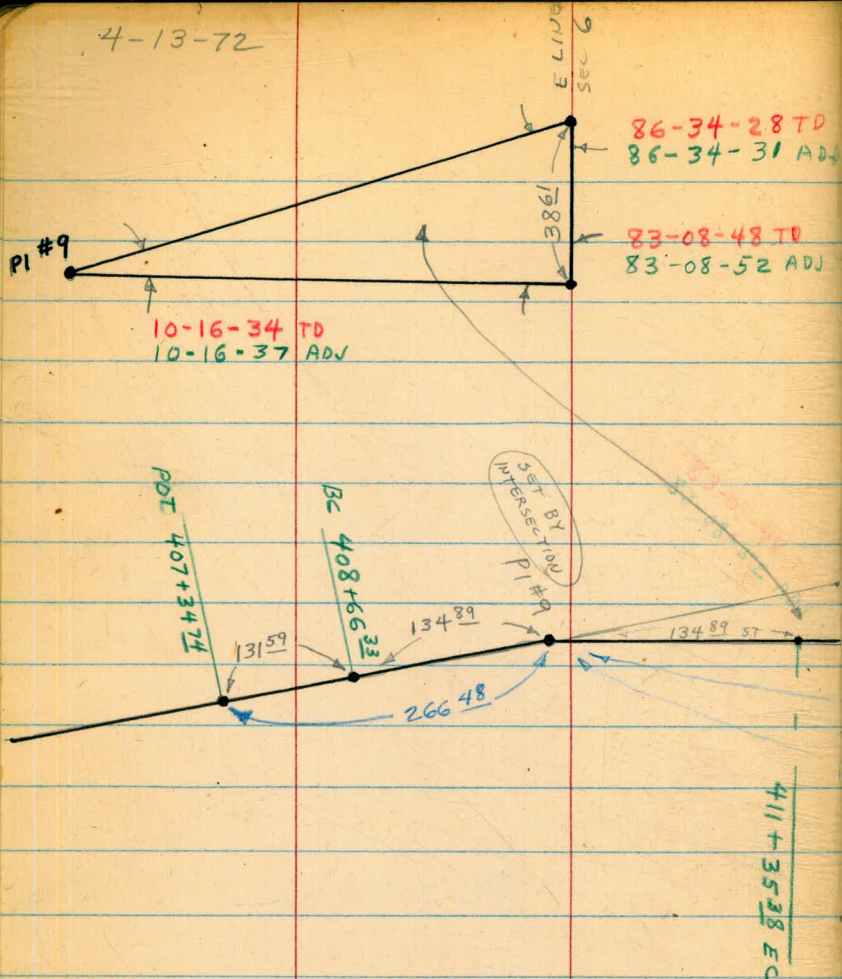 4-13-72
E LINE
SEC 6
86-34-28 TD
86-34-31 ADJ
38 61
83-08-48 TD
83-08-52 ADJ
PI #9
10-16-34 TD
10-16-37 ADJ
SET BY
INTERSECTION
PI #9
POT 407+34 74
BC 408+66 33
131 59
134 89
134 89 ST
266 48
411+35 38 EC